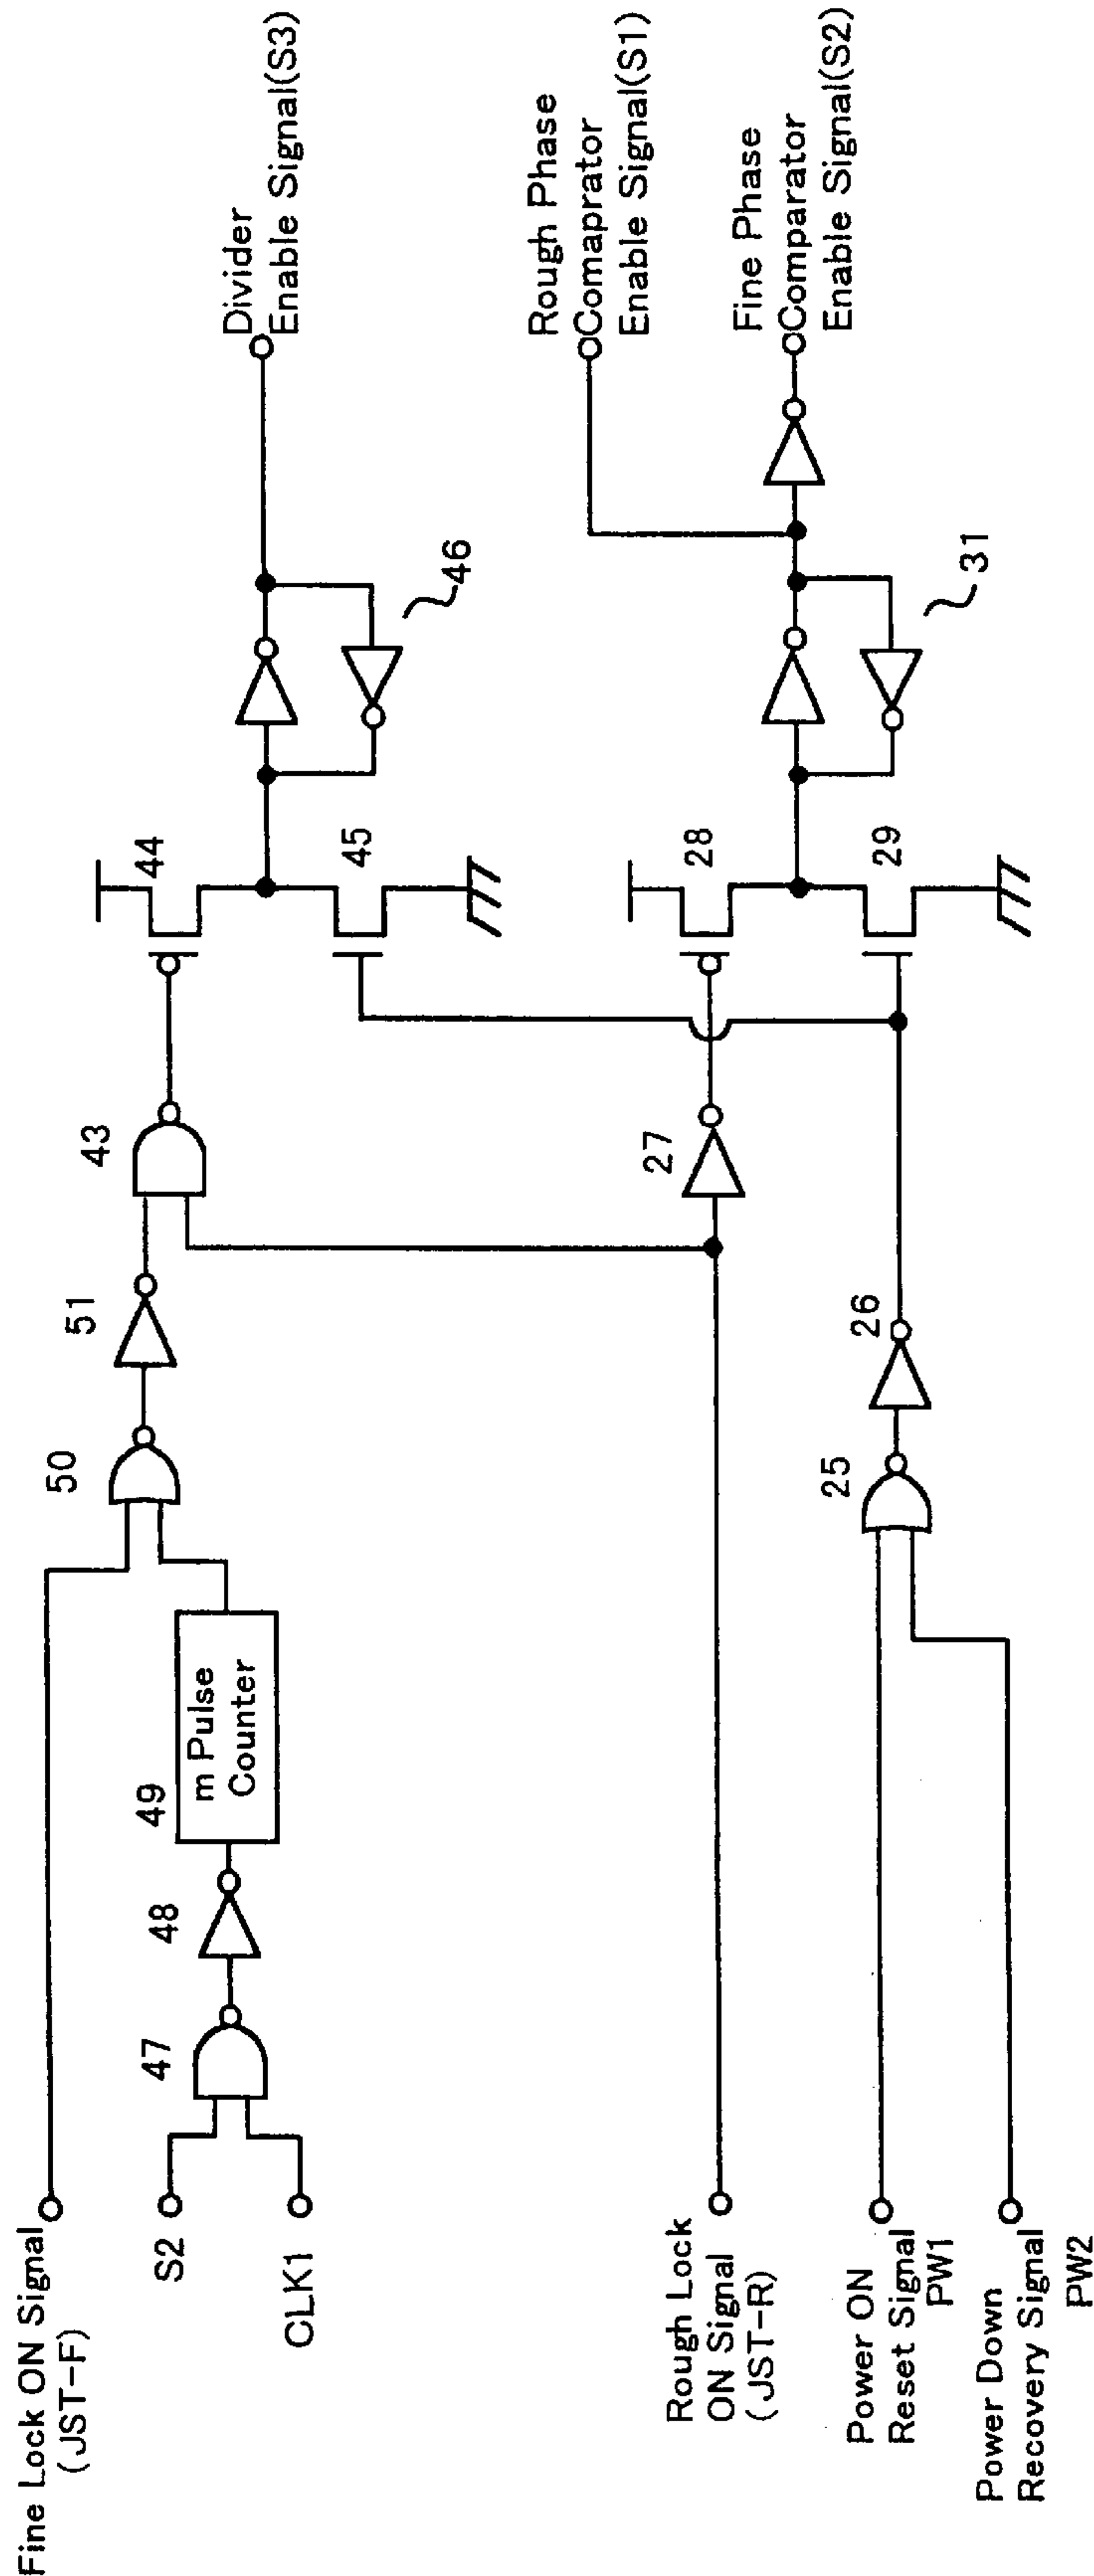 Fine Lock ON Signal
(JST-F)
S2
CLK1
47
48
49
m Pulse
Counter
50
51
43
44
45
46
Divider
Enable Signal(S3)
Rough Lock
ON Signal
(JST-R)
27
28
29
31
Rough Phase
Comaprator
Enable Signal(S1)
Fine Phase
Comparator
Enable Signal(S2)
Power ON
Reset Signal
PW1
Power Down
Recovery Signal
PW2
25
26